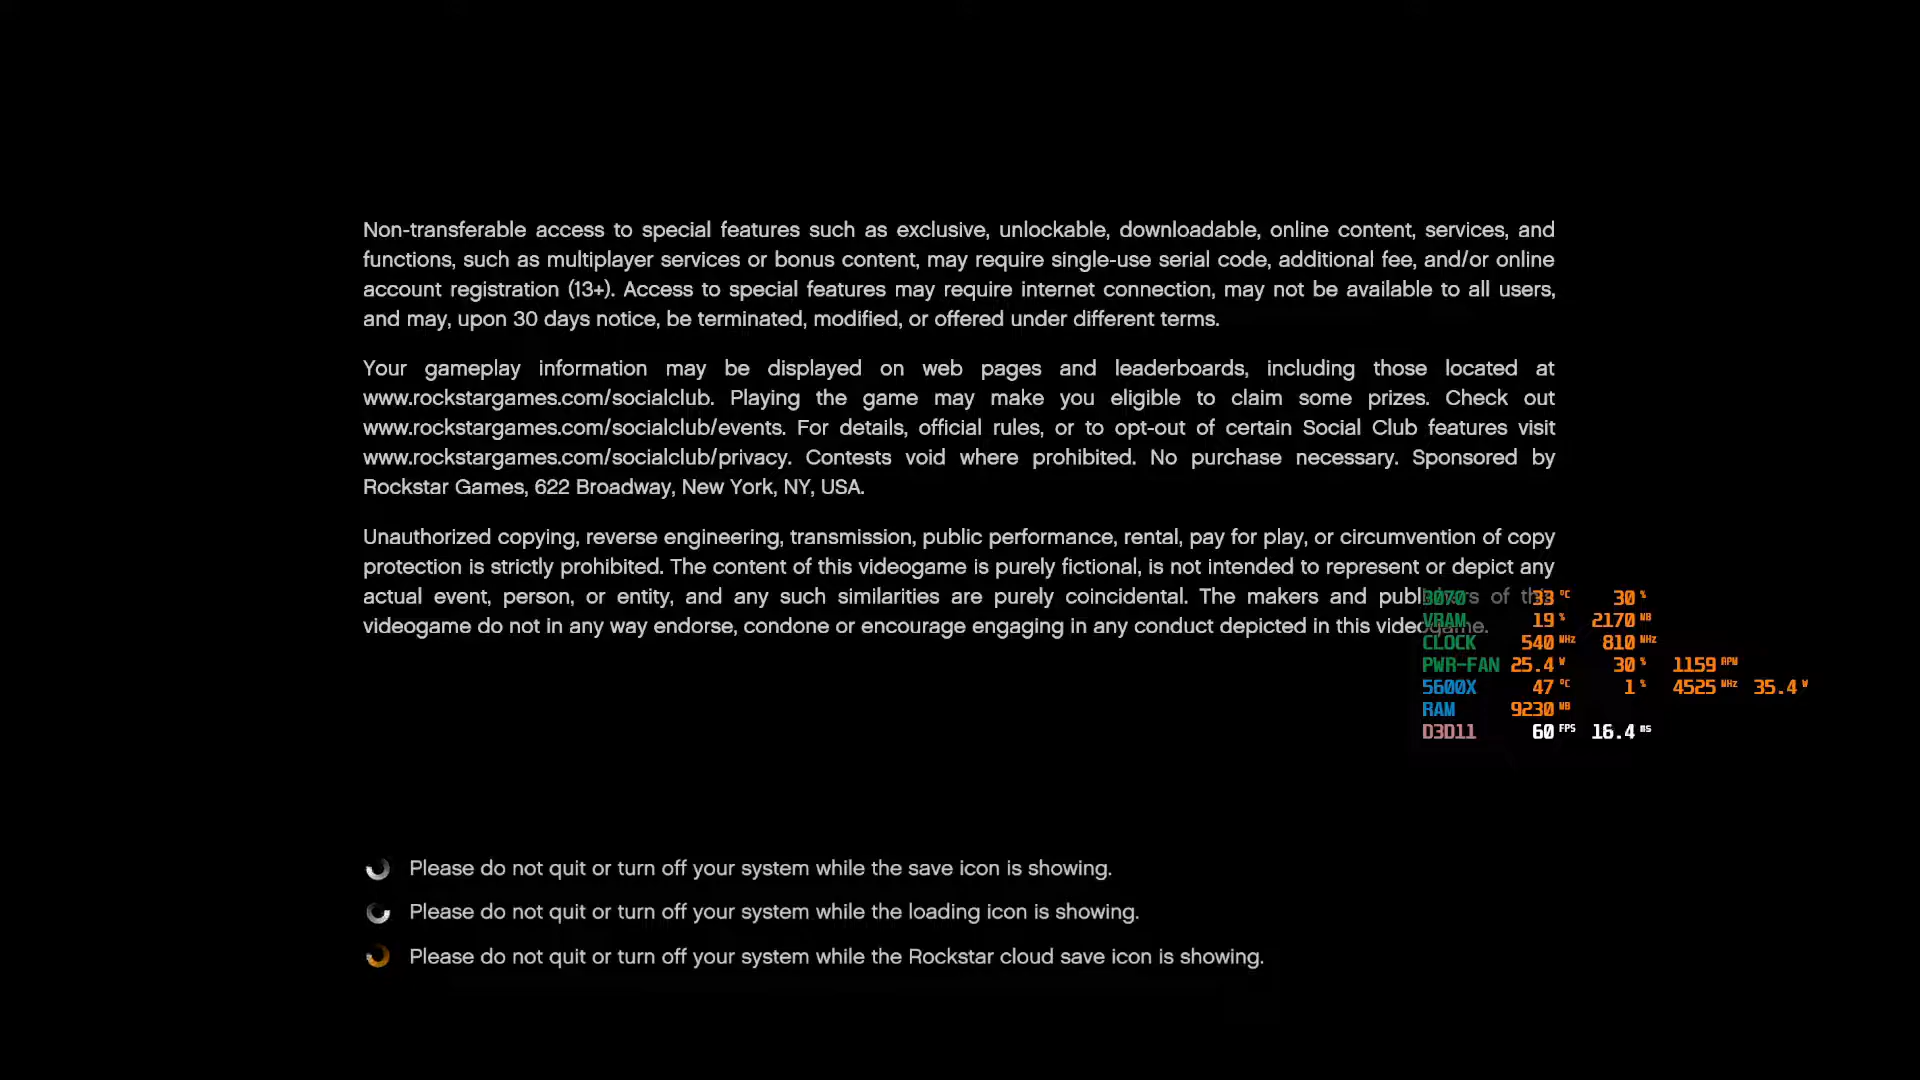 Non-transferable access to special features such as exclusive, unlockable, downloadable, online content, services, and
functions, such as multiplayer services or bonus content, may require single-use serial code, additional fee, and/or online
account registration (13+). Access to special features may require internet connection, may not be available to all users,
and may, upon 30 days notice, be terminated, modified, or offered under different terms.
Your gameplay information may be displayed on web pages and leaderboards, including those located at
www.rockstargames.com/socialclub. Playing the game may make you eligible to claim some prizes. Check out
www.rockstargames.com/socialclub/events. For details, official rules, or to opt-out of certain Social Club features visit
www.rockstargames.com/socialclub/privacy. Contests void where prohibited. No purchase necessary. Sponsored by
Rockstar Games, 622 Broadway, New York, NY, USA.
Unauthorized copying, reverse engineering, transmission, public performance, rental, pay for play, or circumvention of copy
protection is strictly prohibited. The content of this videogame is purely fictional, is not intended to represent or depict any
actual event, person, or entity, and any such similarities are purely coincidental. The makers and publishers of this
videogame do not in any way endorse, condone or encourage engaging in any conduct depicted in this videogame.
3070 33 °C 30 %
VRAM 19 % 2170 MB
CLOCK 540 MHz 810 MHz
PWR-FAN 25.4 W 30 % 1159 RPM
5600X 47 °C 1 % 4525 MHz 35.4 W
RAM 9230 MB
D3D11 60 FPS 16.4 ms
Please do not quit or turn off your system while the save icon is showing.
Please do not quit or turn off your system while the loading icon is showing.
Please do not quit or turn off your system while the Rockstar cloud save icon is showing.